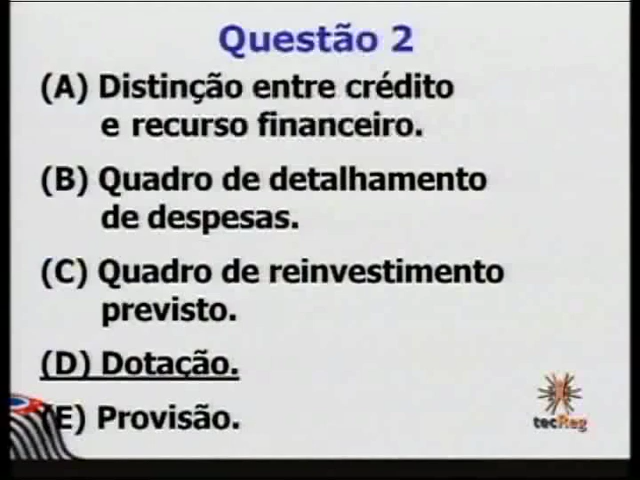 Questão 2
(A) Distinção entre crédito
e recurso financeiro.
(B) Quadro de detalhamento
de despesas.
(C) Quadro de reinvestimento
previsto.
(D) Dotação.
(E) Provisão.
tecReg